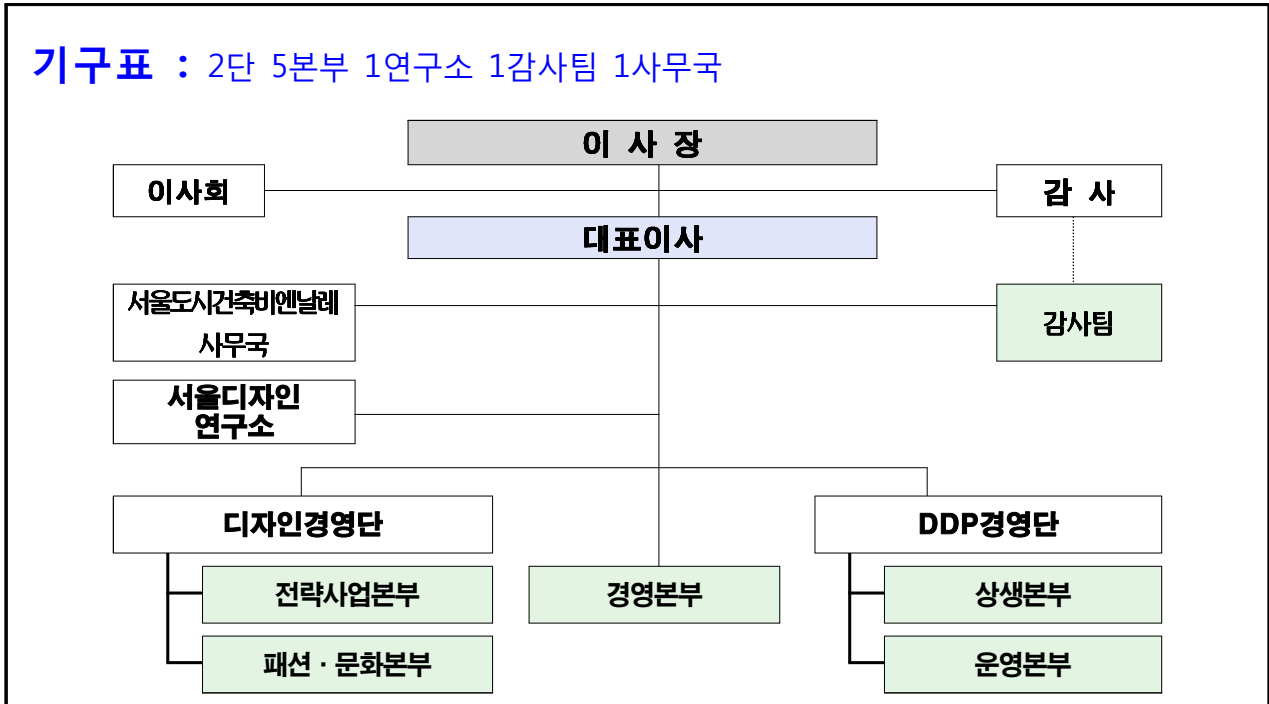 기구표 : 2단 5본부 1연구소 1감사팀 1사무국
이 사 장
이사회
감 사
대표이사
서울도시건축비엔날레
사무국
감사팀
서울디자인
연구소
디자인경영단
DDP경영단
전략사업본부
경영본부
상생본부
패션 · 문화본부
운영본부